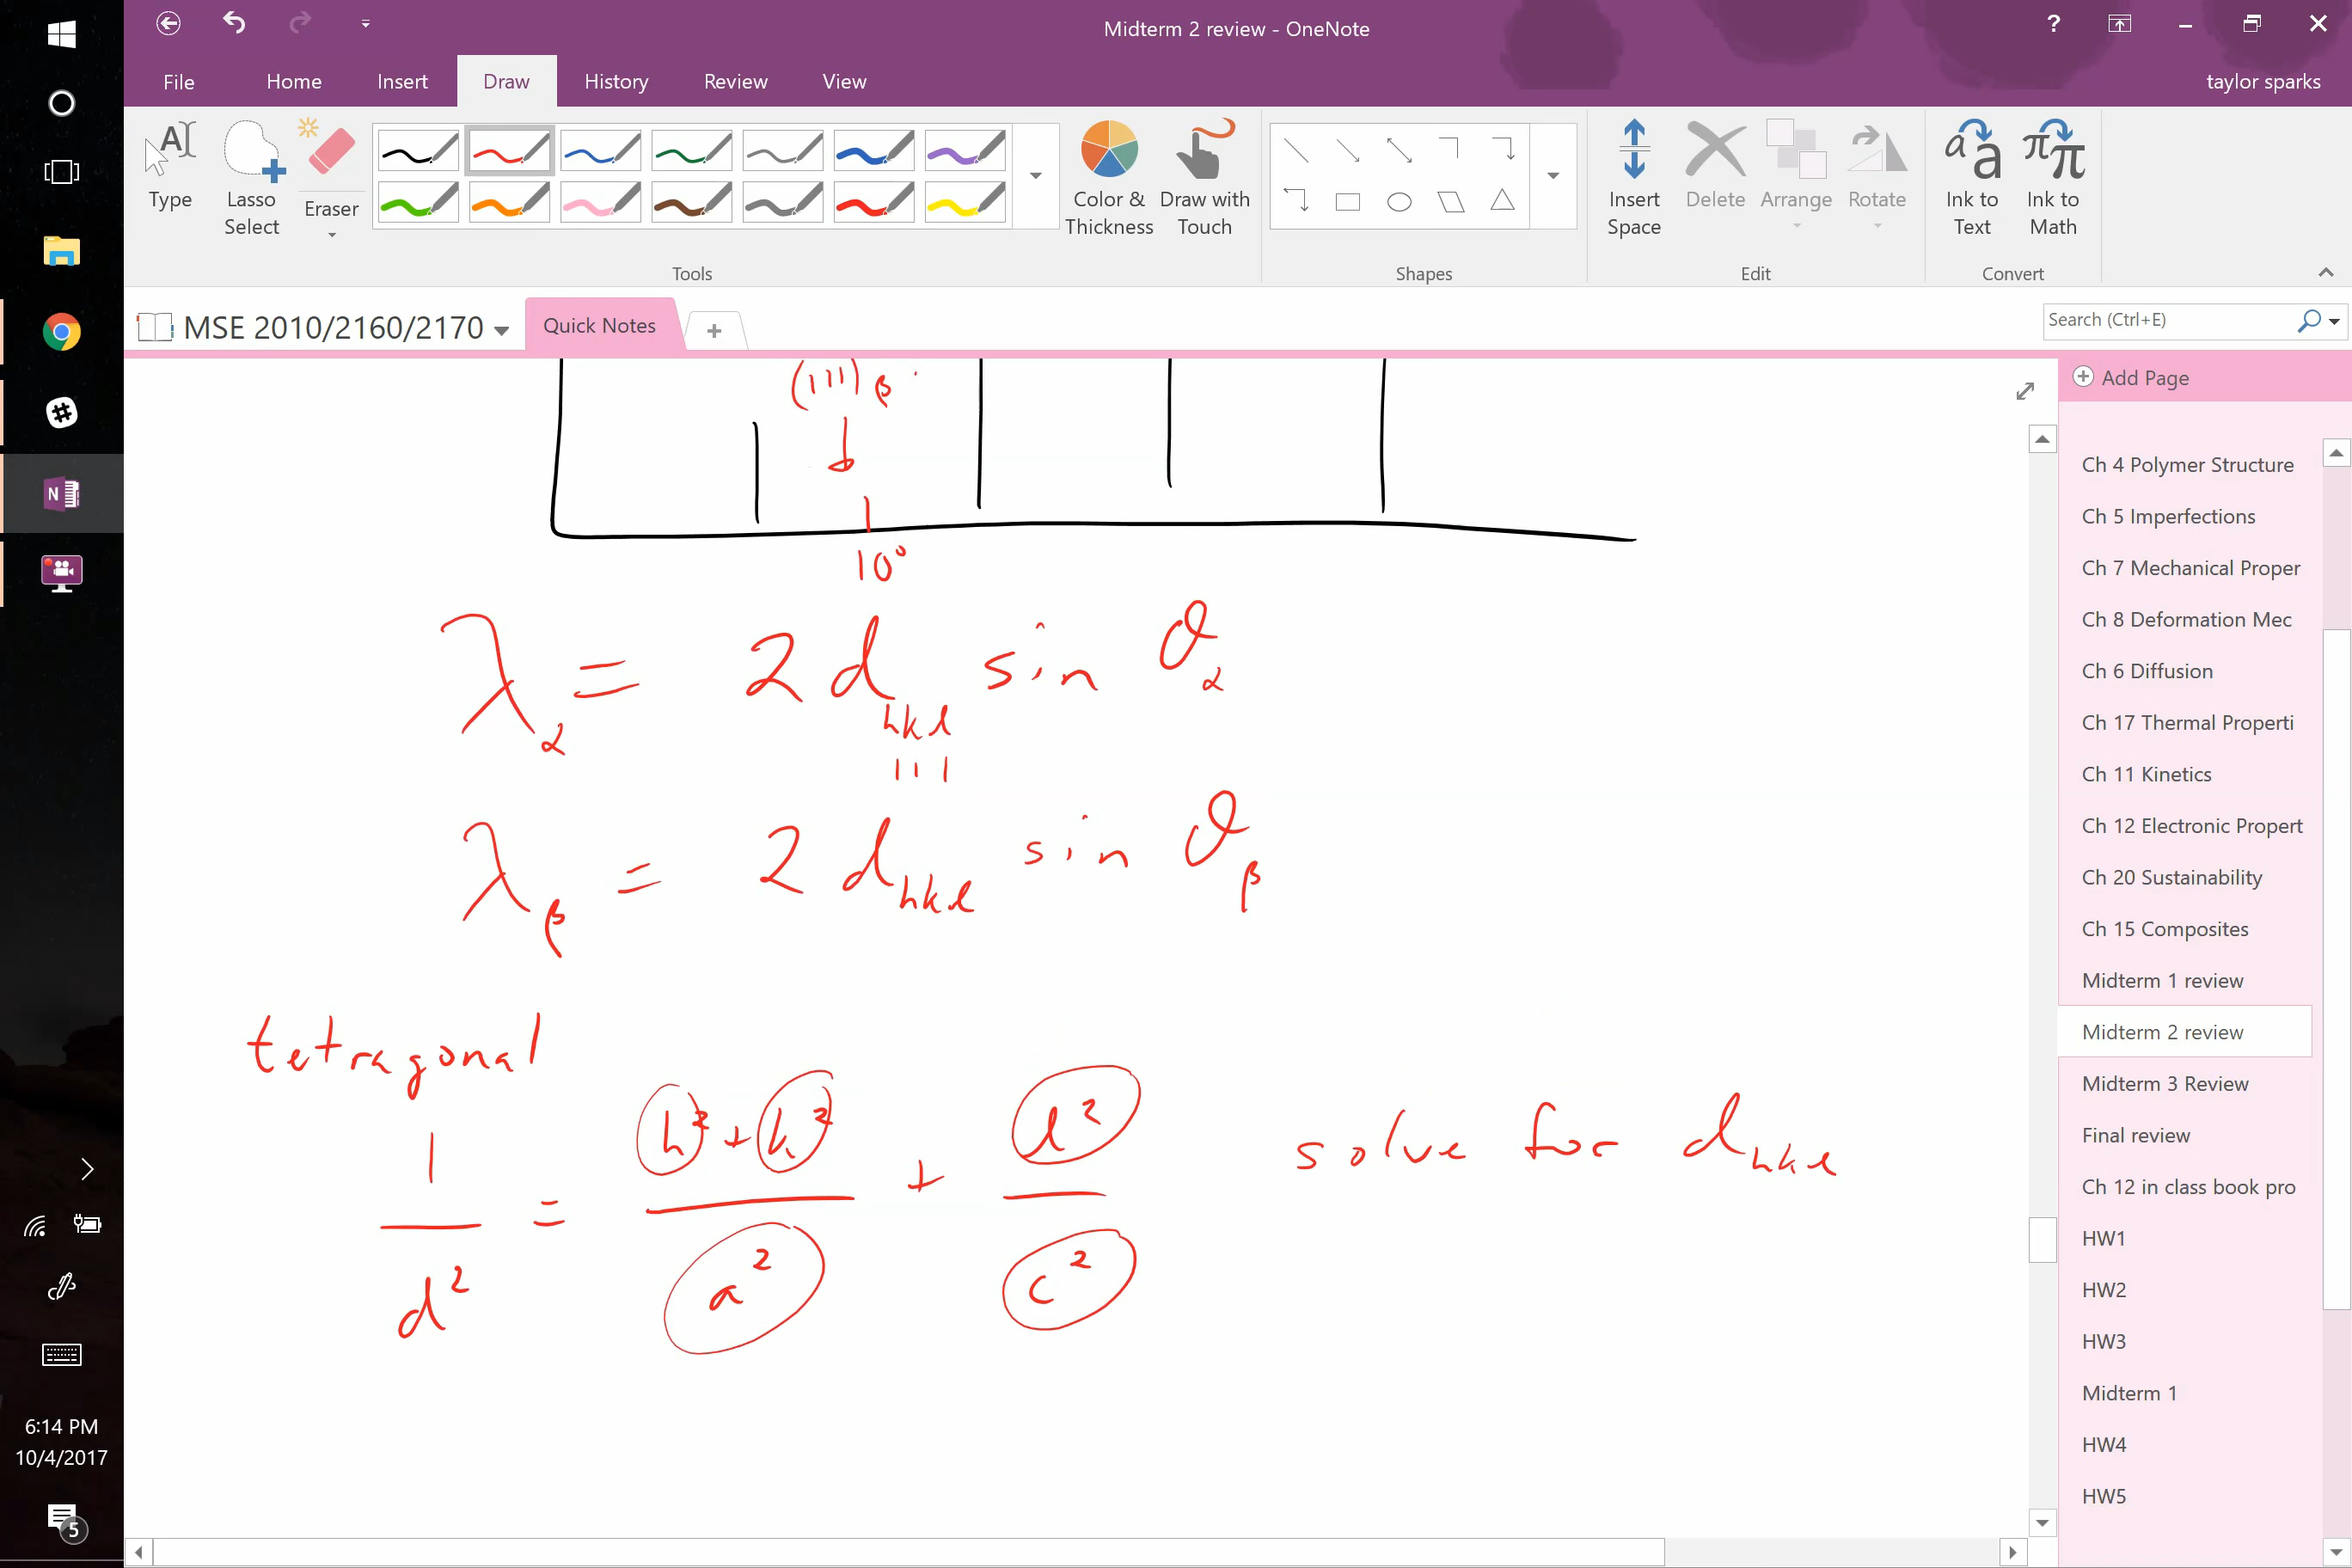 Midterm 2 review - OneNote
?
File Home Insert Draw History Review View
taylor sparks
Type
Lasso Select
Eraser
Color & Thickness
Draw with Touch
Insert Space
Delete
Arrange
Rotate
Ink to Text
Ink to Math
Tools
Shapes
Edit
Convert
MSE 2010/2160/2170
Quick Notes
+
Search (Ctrl+E)
Add Page
(111) β
10°
λα = 2 dhkl sin θα
111
λβ = 2 dhkl sin θβ
tetragonal
1/d² = h²+k²/a² + l²/c² solve for dhkl
Ch 4 Polymer Structure
Ch 5 Imperfections
Ch 7 Mechanical Proper
Ch 8 Deformation Mec
Ch 6 Diffusion
Ch 17 Thermal Properti
Ch 11 Kinetics
Ch 12 Electronic Propert
Ch 20 Sustainability
Ch 15 Composites
Midterm 1 review
Midterm 2 review
Midterm 3 Review
Final review
Ch 12 in class book pro
HW1
HW2
HW3
Midterm 1
HW4
HW5
6:14 PM
10/4/2017
5